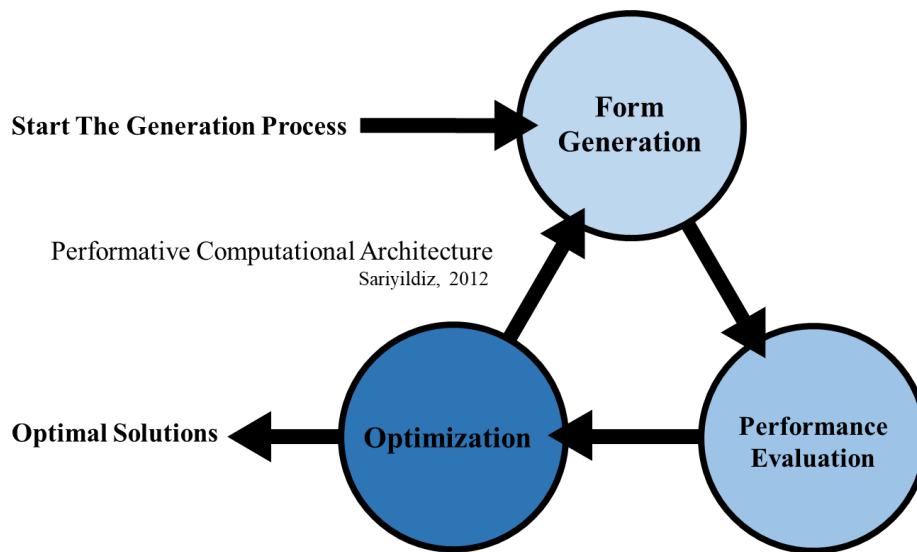 Form
Generation
Start The Generation Process
Performative Computational Architecture
Sariyildiz, 2012
Optimal Solutions
Optimization
Performance
Evaluation